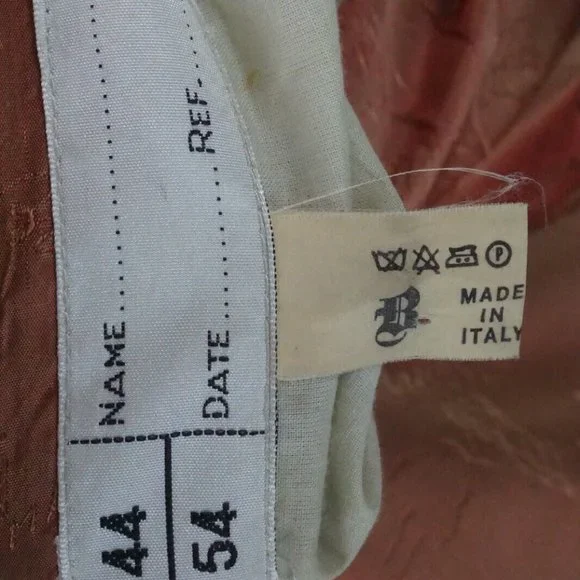 NAME...............
DATE............ REF....
44
54
P
B
MADE
IN
ITALY